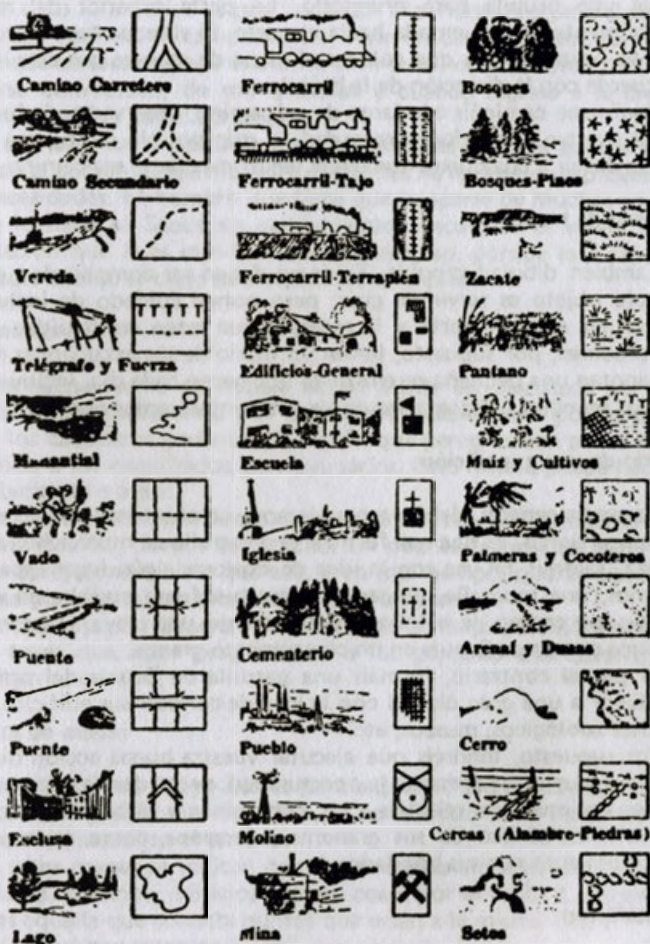 Camino Carretero
Ferrocarril
Bosques
Camino Secundario
Ferrocarril-Tajo
Bosques-Pinos
Vereda
Ferrocarril-Terraplén
Zacate
Telégrafo y Fuerza
Edificios-General
Pantano
Manantial
Escuela
Maíz y Cultivos
Vado
Iglesia
Palmeras y Cocoteros
Puente
Cementerio
Arenal y Dunas
Puente
Pueblo
Cerro
Esclusa
Molino
Cercas (Alambre-Piedras)
Lago
Mina
Setos